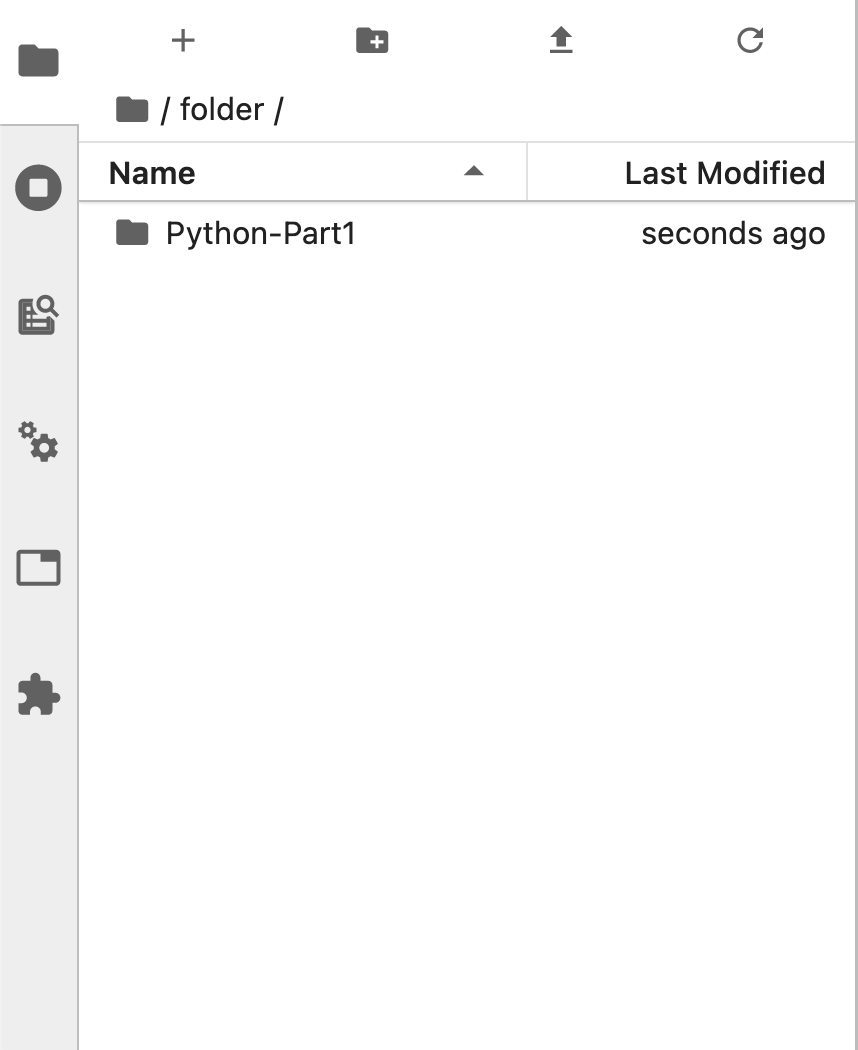 / folder /
Name Last Modified
Python-Part1 seconds ago